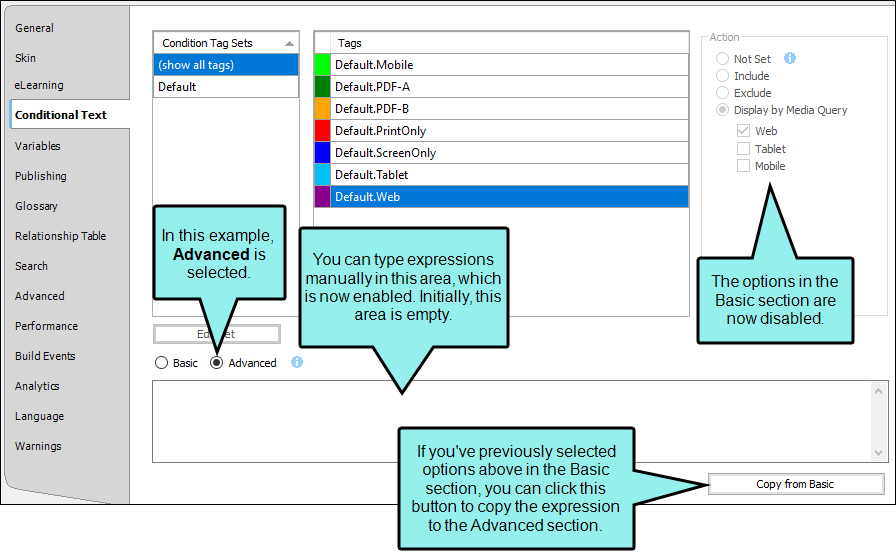 General
Skin
eLearning
Conditional Text
Variables
Publishing
Glossary
Relationship Table
Search
Advanced
Performance
Build Events
Analytics
Language
Warnings
Condition Tag Sets
(show all tags)
Default
Tags
Default.Mobile
Default.PDF-A
Default.PDF-B
Default.PrintOnly
Default.ScreenOnly
Default.Tablet
Default.Web
Action
Not Set
Include
Exclude
Display by Media Query
Web
Tablet
Mobile
In this example,
Advanced is
selected.
You can type expressions
manually in this area, which
is now enabled. Initially, this
area is empty.
The options in the
Basic section are
now disabled.
Basic
Advanced
If you've previously selected
options above in the Basic
section, you can click this
button to copy the expression
to the Advanced section.
Copy from Basic